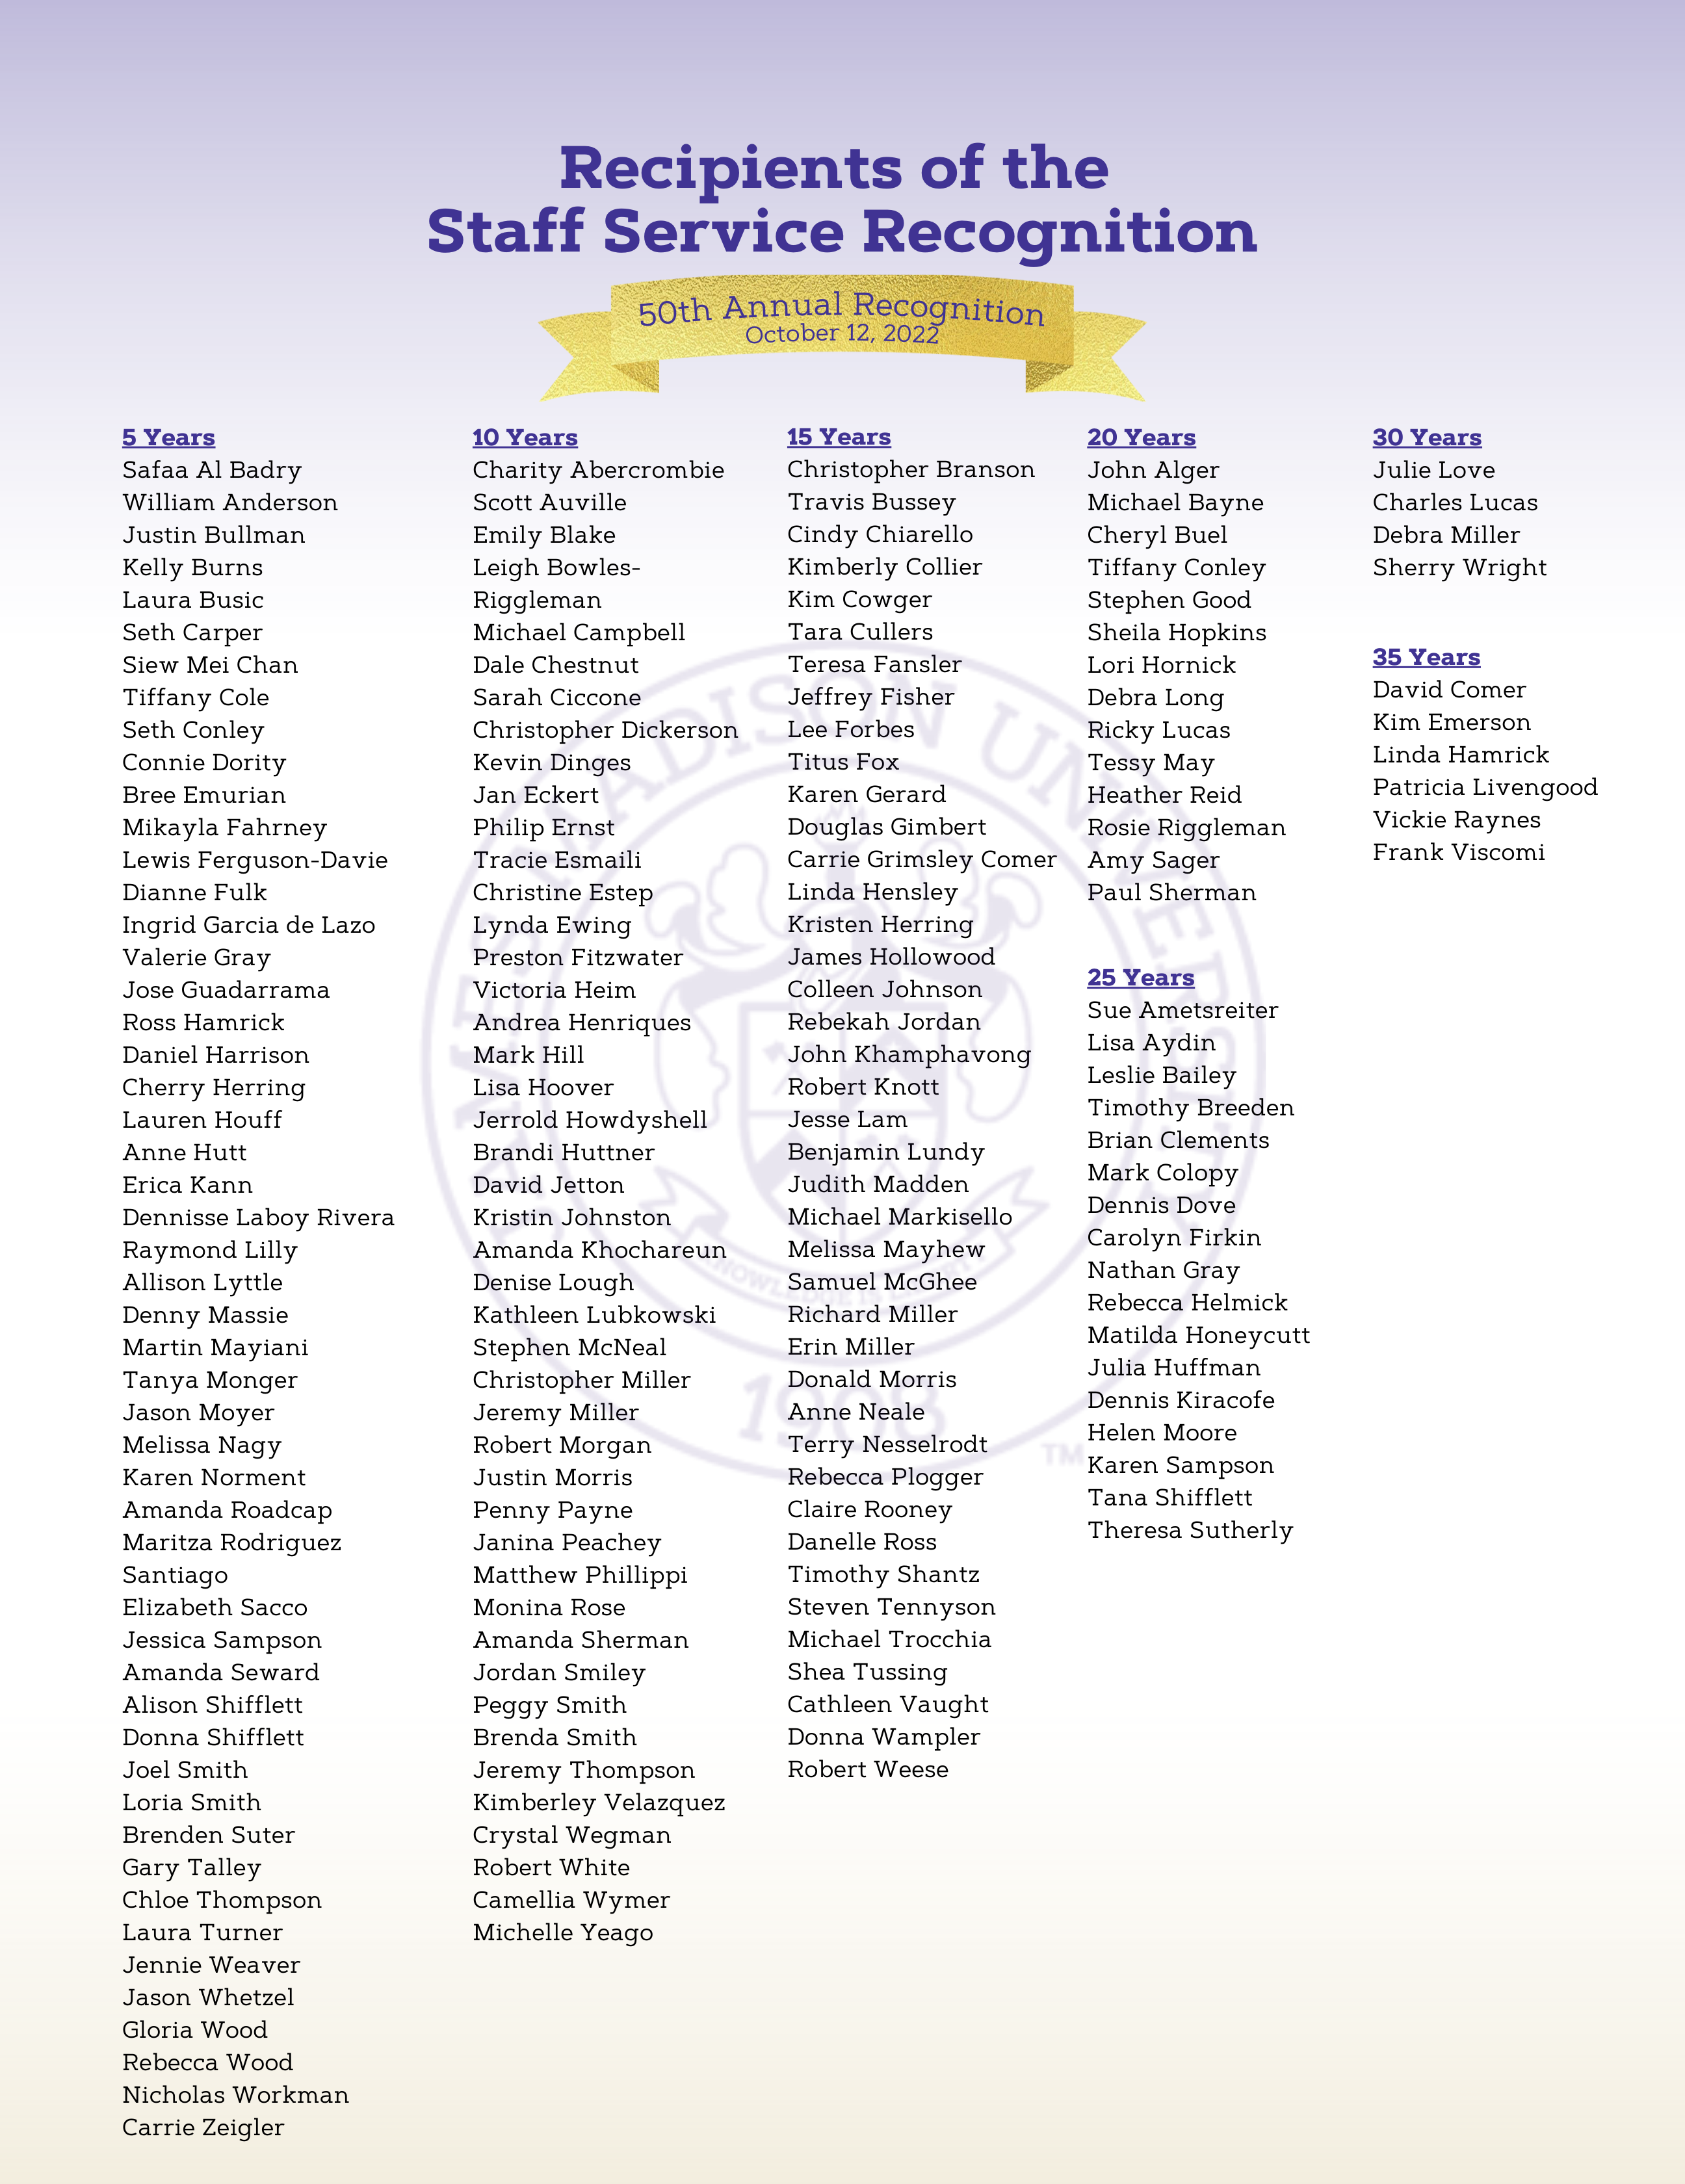 Recipients of the
Staff Service Recognition
50th Annual Recognition
October 12, 2022
5 Years
Safaa Al Badry
William Anderson
Justin Bullman
Kelly Burns
Laura Busic
Seth Carper
Siew Mei Chan
Tiffany Cole
Seth Conley
Connie Dority
Bree Emurian
Mikayla Fahrney
Lewis Ferguson-Davie
Dianne Fulk
Ingrid Garcia de Lazo
Valerie Gray
Jose Guadarrama
Ross Hamrick
Daniel Harrison
Cherry Herring
Lauren Houff
Anne Hutt
Erica Kann
Dennisse Laboy Rivera
Raymond Lilly
Allison Lyttle
Denny Massie
Martin Mayiani
Tanya Monger
Jason Moyer
Melissa Nagy
Karen Norment
Amanda Roadcap
Maritza Rodriguez
Santiago
Elizabeth Sacco
Jessica Sampson
Amanda Seward
Alison Shifflett
Donna Shifflett
Joel Smith
Loria Smith
Brenden Suter
Gary Talley
Chloe Thompson
Laura Turner
Jennie Weaver
Jason Whetzel
Gloria Wood
Rebecca Wood
Nicholas Workman
Carrie Zeigler
10 Years
Charity Abercrombie
Scott Auville
Emily Blake
Leigh Bowles-
Riggleman
Michael Campbell
Dale Chestnut
Sarah Ciccone
Christopher Dickerson
Kevin Dinges
Jan Eckert
Philip Ernst
Tracie Esmaili
Christine Estep
Lynda Ewing
Preston Fitzwater
Victoria Heim
Andrea Henriques
Mark Hill
Lisa Hoover
Jerrold Howdyshell
Brandi Huttner
David Jetton
Kristin Johnston
Amanda Khochareun
Denise Lough
Kathleen Lubkowski
Stephen McNeal
Christopher Miller
Jeremy Miller
Robert Morgan
Justin Morris
Penny Payne
Janina Peachey
Matthew Phillippi
Monina Rose
Amanda Sherman
Jordan Smiley
Peggy Smith
Brenda Smith
Jeremy Thompson
Kimberley Velazquez
Crystal Wegman
Robert White
Camellia Wymer
Michelle Yeago
15 Years
Christopher Branson
Travis Bussey
Cindy Chiarello
Kimberly Collier
Kim Cowger
Tara Cullers
Teresa Fansler
Jeffrey Fisher
Lee Forbes
Titus Fox
Karen Gerard
Douglas Gimbert
Carrie Grimsley Comer
Linda Hensley
Kristen Herring
James Hollowood
Colleen Johnson
Rebekah Jordan
John Khamphavong
Robert Knott
Jesse Lam
Benjamin Lundy
Judith Madden
Michael Markisello
Melissa Mayhew
Samuel McGhee
Richard Miller
Erin Miller
Donald Morris
Anne Neale
Terry Nesselrodt
Rebecca Plogger
Claire Rooney
Danelle Ross
Timothy Shantz
Steven Tennyson
Michael Trocchia
Shea Tussing
Cathleen Vaught
Donna Wampler
Robert Weese
20 Years
John Alger
Michael Bayne
Cheryl Buel
Tiffany Conley
Stephen Good
Sheila Hopkins
Lori Hornick
Debra Long
Ricky Lucas
Tessy May
Heather Reid
Rosie Riggleman
Amy Sager
Paul Sherman
25 Years
Sue Ametsreiter
Lisa Aydin
Leslie Bailey
Timothy Breeden
Brian Clements
Mark Colopy
Dennis Dove
Carolyn Firkin
Nathan Gray
Rebecca Helmick
Matilda Honeycutt
Julia Huffman
Dennis Kiracofe
Helen Moore
Karen Sampson
Tana Shifflett
Theresa Sutherly
30 Years
Julie Love
Charles Lucas
Debra Miller
Sherry Wright
35 Years
David Comer
Kim Emerson
Linda Hamrick
Patricia Livengood
Vickie Raynes
Frank Viscomi
JAMES MADISON UNIVERSITY
KNOWLEDGE IS LIBERTY
1908
TM